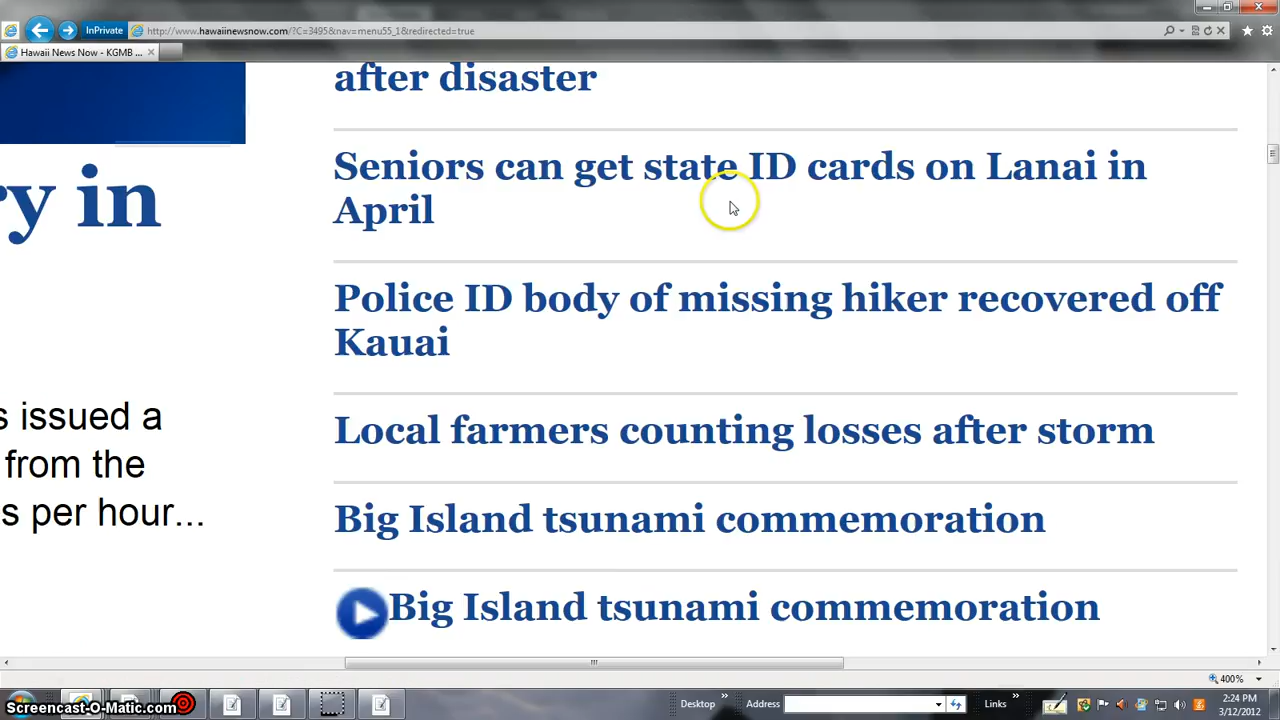 InPrivate
http://www.hawaiinewsnow.com/?C=3495&nav=menu55_1&redirected=true
Hawaii News Now - KGMB ...
after disaster
Seniors can get state ID cards on Lanai in
April
ry in
Police ID body of missing hiker recovered off
Kauai
s issued a
from the
s per hour...
Local farmers counting losses after storm
Big Island tsunami commemoration
Big Island tsunami commemoration
400%
Screencast-O-Matic.com
Desktop
Address
Links
2:24 PM
3/12/2012